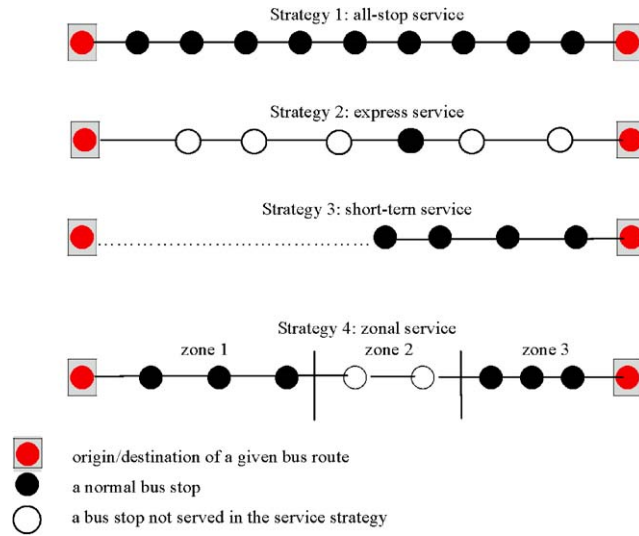 Strategy 1: all-stop service
Strategy 2: express service
Strategy 3: short-tern service
Strategy 4: zonal service
zone 1 zone 2 zone 3
origin/destination of a given bus route
a normal bus stop
a bus stop not served in the service strategy